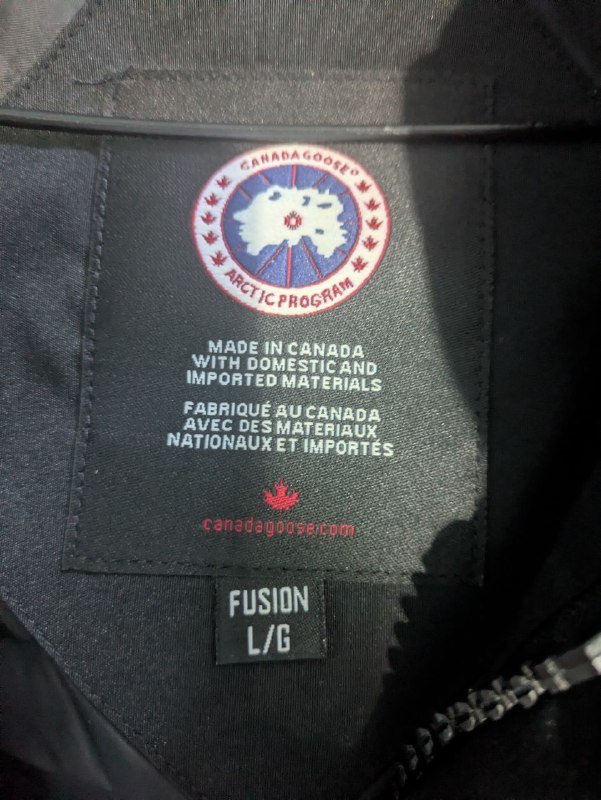 CANADA GOOSE®
ARCTIC PROGRAM
MADE IN CANADA
WITH DOMESTIC AND
IMPORTED MATERIALS
FABRIQUÉ AU CANADA
AVEC DES MATERIAUX
NATIONAUX ET IMPORTÉS
canadagoose.com
FUSION
L/G